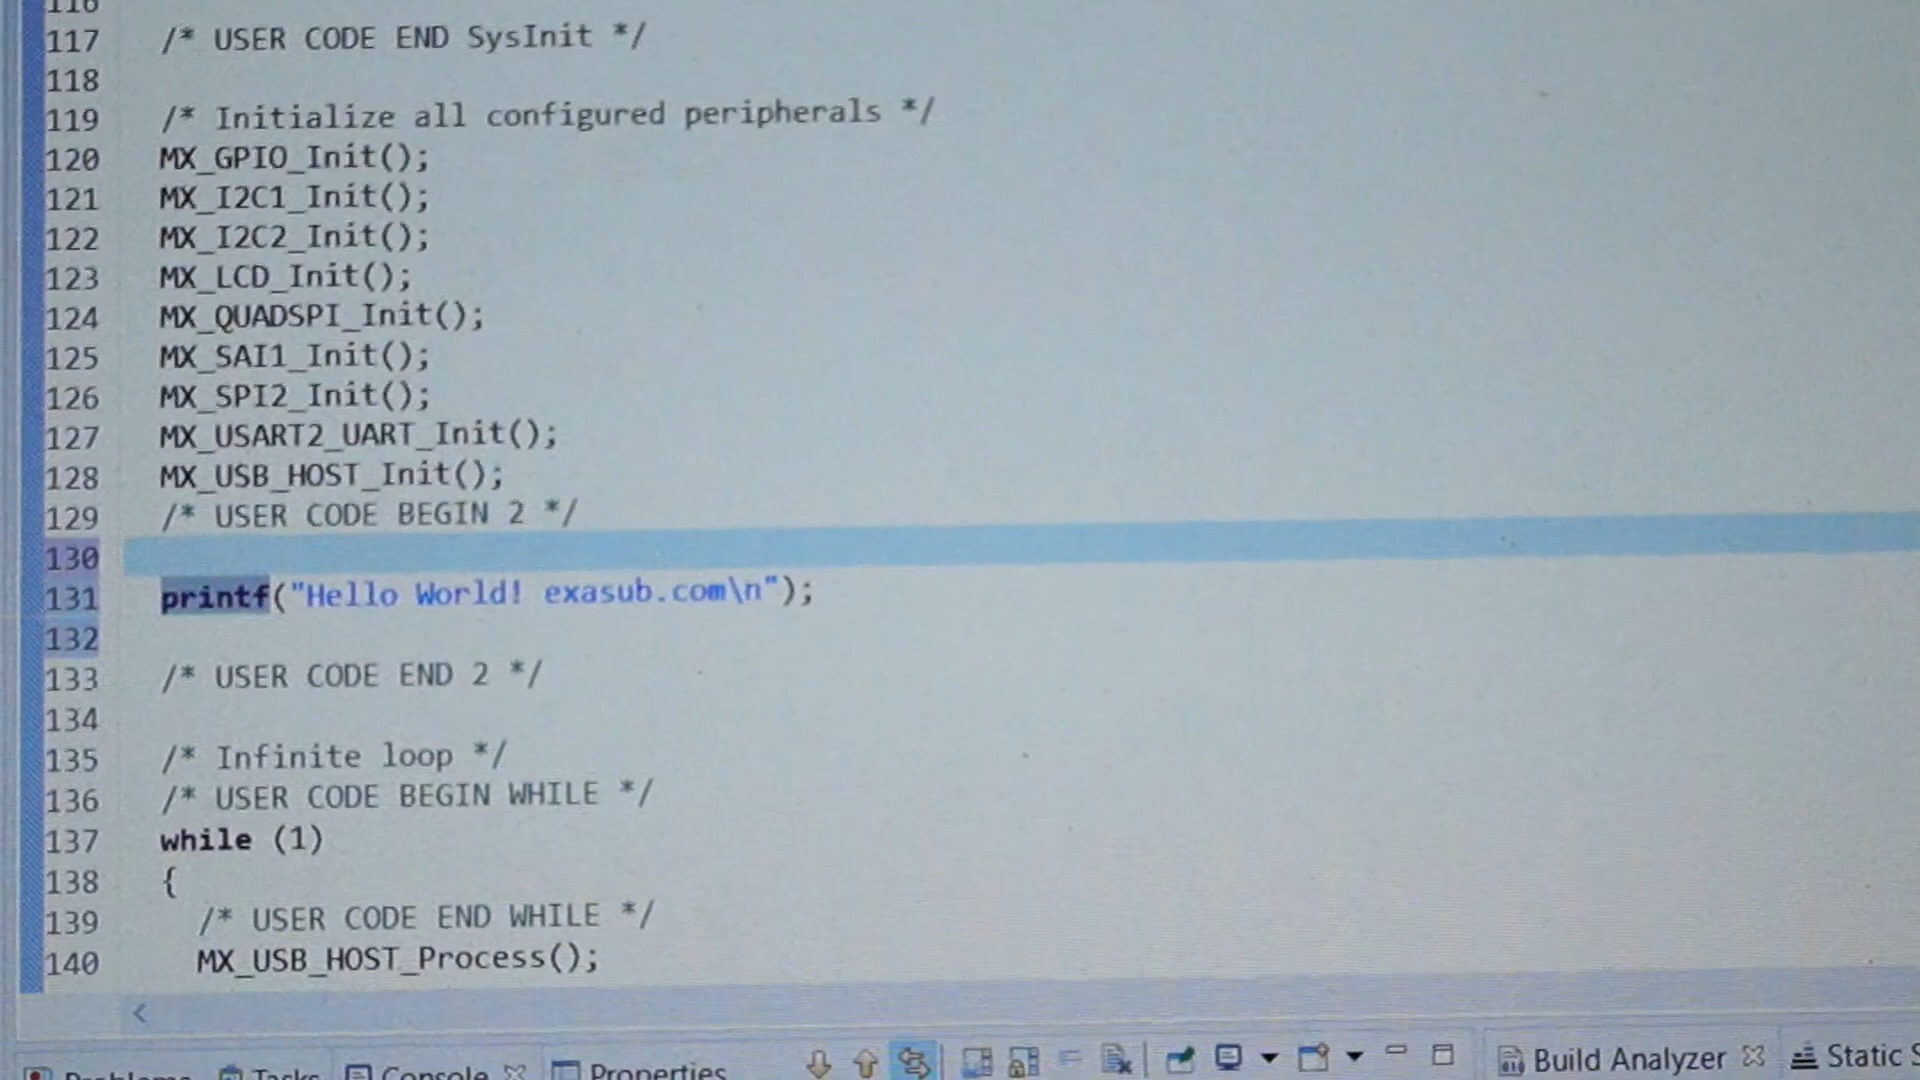 116
117 /* USER CODE END SysInit */
118
119 /* Initialize all configured peripherals */
120 MX_GPIO_Init();
121 MX_I2C1_Init();
122 MX_I2C2_Init();
123 MX_LCD_Init();
124 MX_QUADSPI_Init();
125 MX_SAI1_Init();
126 MX_SPI2_Init();
127 MX_USART2_UART_Init();
128 MX_USB_HOST_Init();
129 /* USER CODE BEGIN 2 */
130
131 printf("Hello World! exasub.com\n");
132
133 /* USER CODE END 2 */
134
135 /* Infinite loop */
136 /* USER CODE BEGIN WHILE */
137 while (1)
138 {
139 /* USER CODE END WHILE */
140 MX_USB_HOST_Process();
Problems Tasks Console Properties Build Analyzer Static S